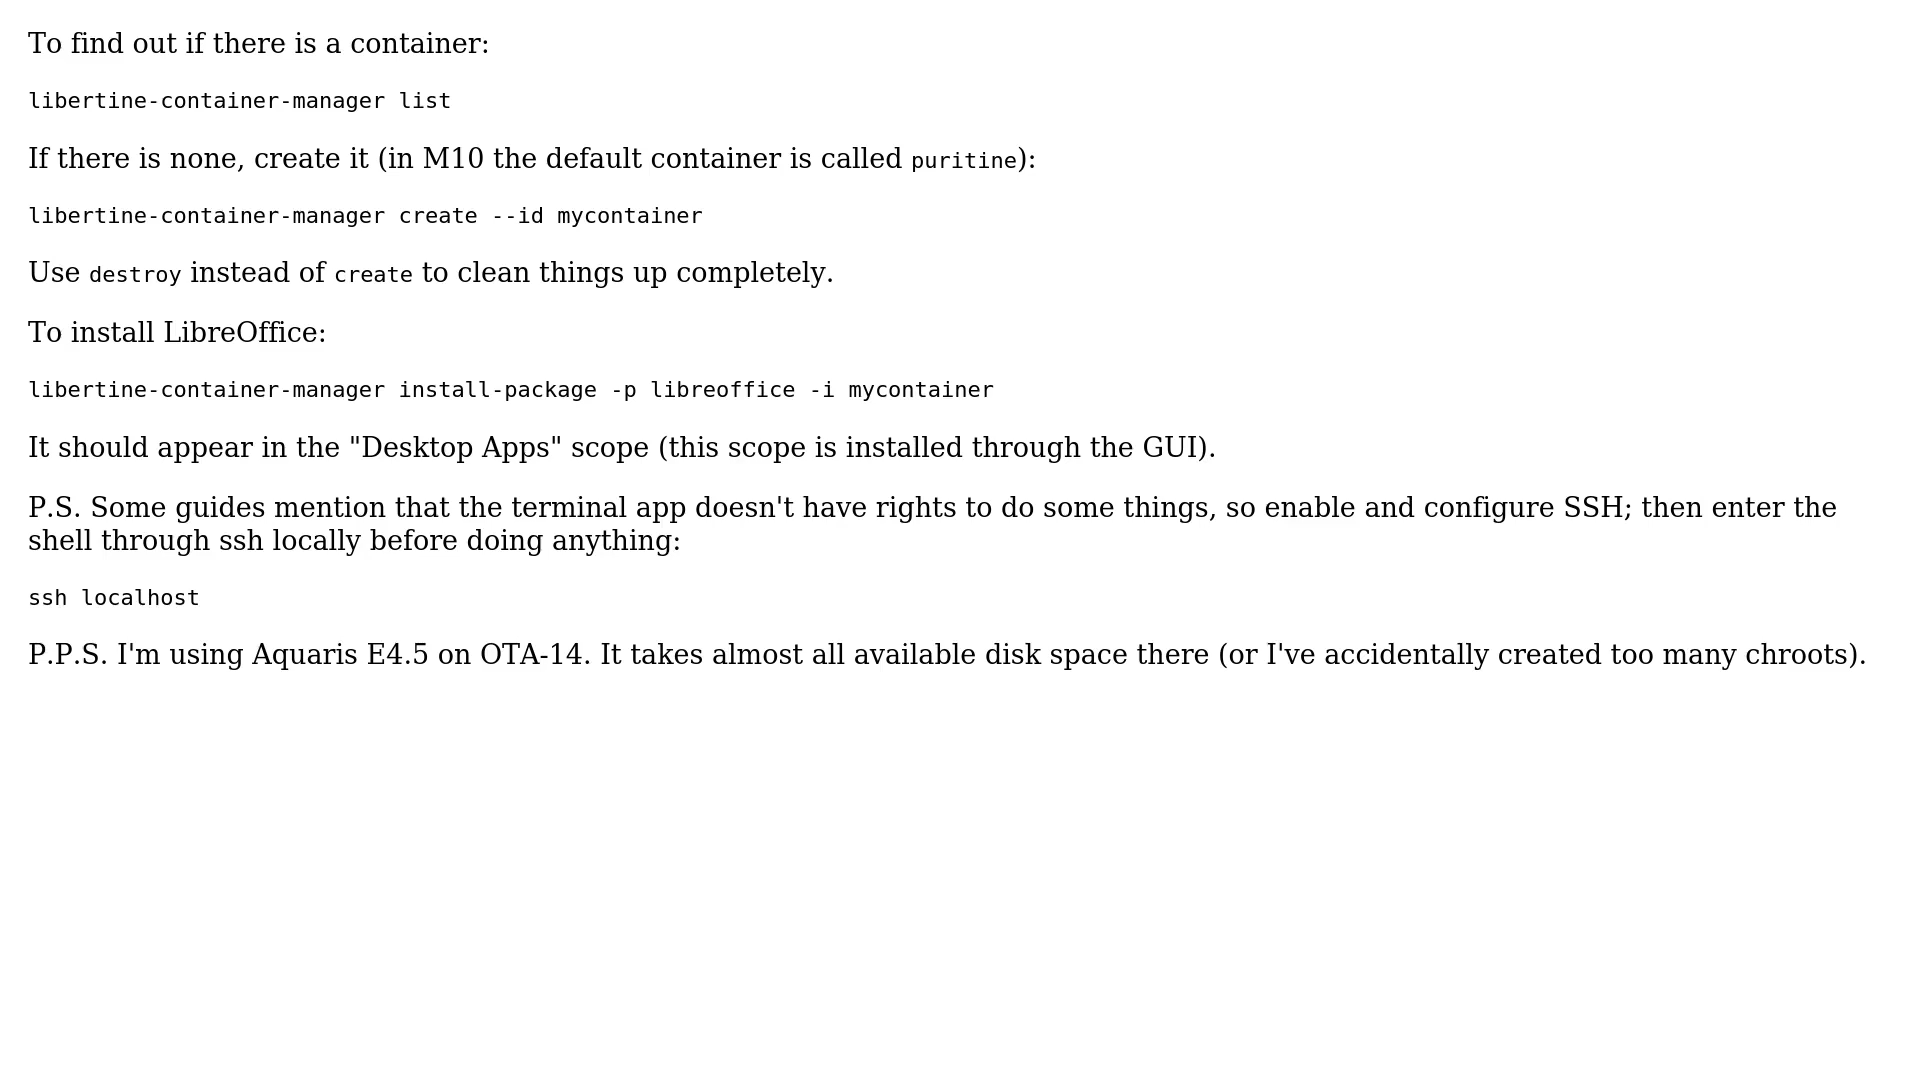 To find out if there is a container:
libertine-container-manager list
If there is none, create it (in M10 the default container is called puritine):
libertine-container-manager create --id mycontainer
Use destroy instead of create to clean things up completely.
To install LibreOffice:
libertine-container-manager install-package -p libreoffice -i mycontainer
It should appear in the "Desktop Apps" scope (this scope is installed through the GUI).
P.S. Some guides mention that the terminal app doesn't have rights to do some things, so enable and configure SSH; then enter the
shell through ssh locally before doing anything:
ssh localhost
P.P.S. I'm using Aquaris E4.5 on OTA-14. It takes almost all available disk space there (or I've accidentally created too many chroots).